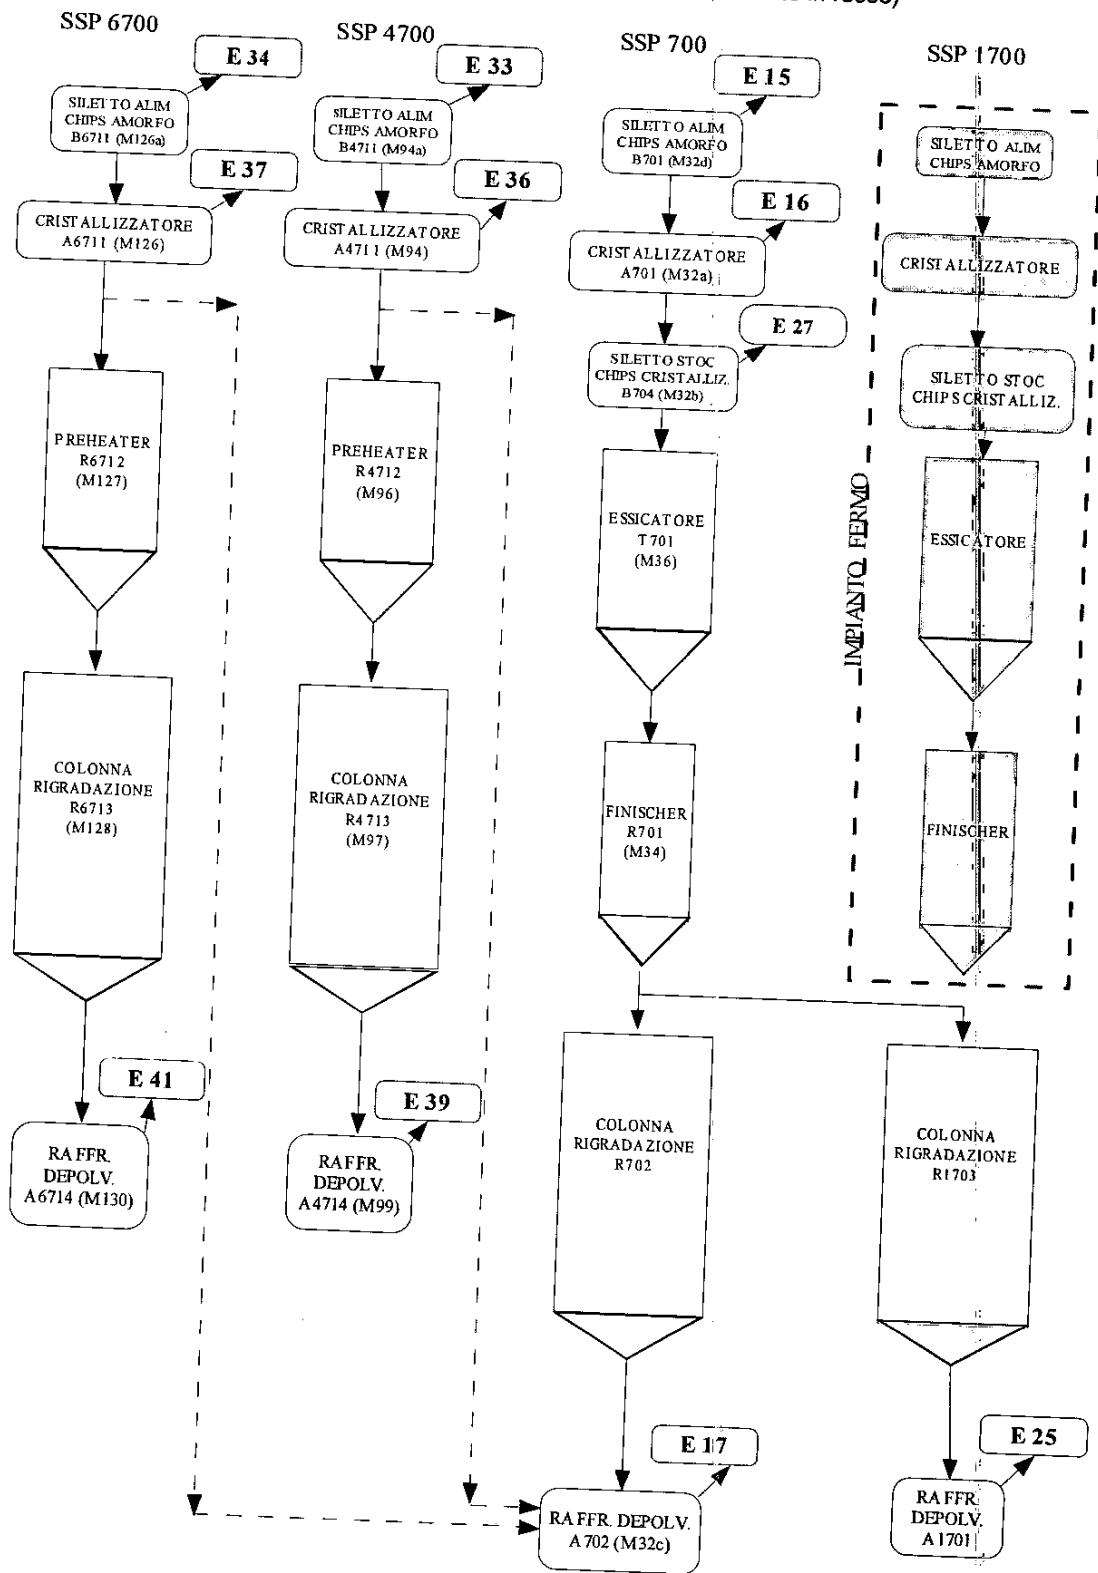 SSP 6700
E 34
SILETTO ALIM
CHIPS AMORFO
B6711 (M126a)
E 37
CRISTALLIZZATORE
A6711 (M126)
PREHEATER
R6712
(M127)
COLONNA
RIGRADAZIONE
R6713
(M128)
E 41
RAFFR.
DEPOLV.
A6714 (M130)
SSP 4700
E 33
SILETTO ALIM
CHIPS AMORFO
B4711 (M94a)
E 36
CRISTALLIZZATORE
A4711 (M94)
PREHEATER
R4712
(M96)
COLONNA
RIGRADAZIONE
R4713
(M97)
E 39
RAFFR.
DEPOLV.
A4714 (M99)
SSP 700
E 15
SILETTO ALIM
CHIPS AMORFO
B701 (M32d)
E 16
CRISTALLIZZATORE
A701 (M32a)
E 27
SILETTO STOC
CHIPS CRISTALLIZ.
B704 (M32b)
ESSICATORE
T701
(M36)
FINISCHER
R701
(M34)
COLONNA
RIGRADAZIONE
R702
E 17
RAFFR. DEPOLV.
A702 (M32c)
SSP 1700
SILETTO ALIM
CHIPS AMORFO
CRISTALLIZZATORE
SILETTO STOC
CHIPS CRISTALLIZ.
ESSICATORE
FINISCHER
IMPIANTO FERMO
COLONNA
RIGRADAZIONE
R1703
E 25
RAFFR.
DEPOLV.
A1701